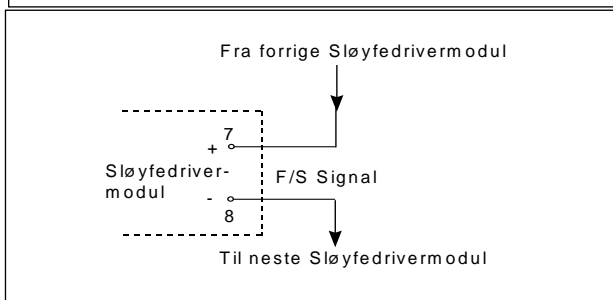 Fra forrige Sløyfedrivermodul
7
+
Sløyfedriver-
modul
F/S Signal
-
8
Til neste Sløyfedrivermodul